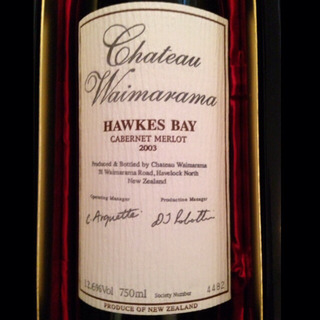 Chateau
Waimarama
HAWKES BAY
CABERNET MERLOT
2003
Produced & Bottled by Chateau Waimarama
31 Waimarama Road, Havelock North
New Zealand
Operating Manager Production Manager
C Arquette
12.6%Vol 750ml Society Number
PRODUCE OF NEW ZEALAND